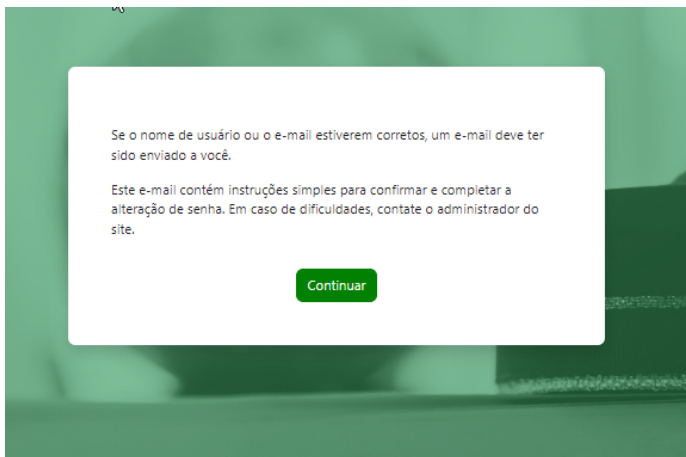 Se o nome de usuário ou o e-mail estiverem corretos, um e-mail deve ter
sido enviado a você.
Este e-mail contém instruções simples para confirmar e completar a
alteração de senha. Em caso de dificuldades, contate o administrador do
site.
Continuar